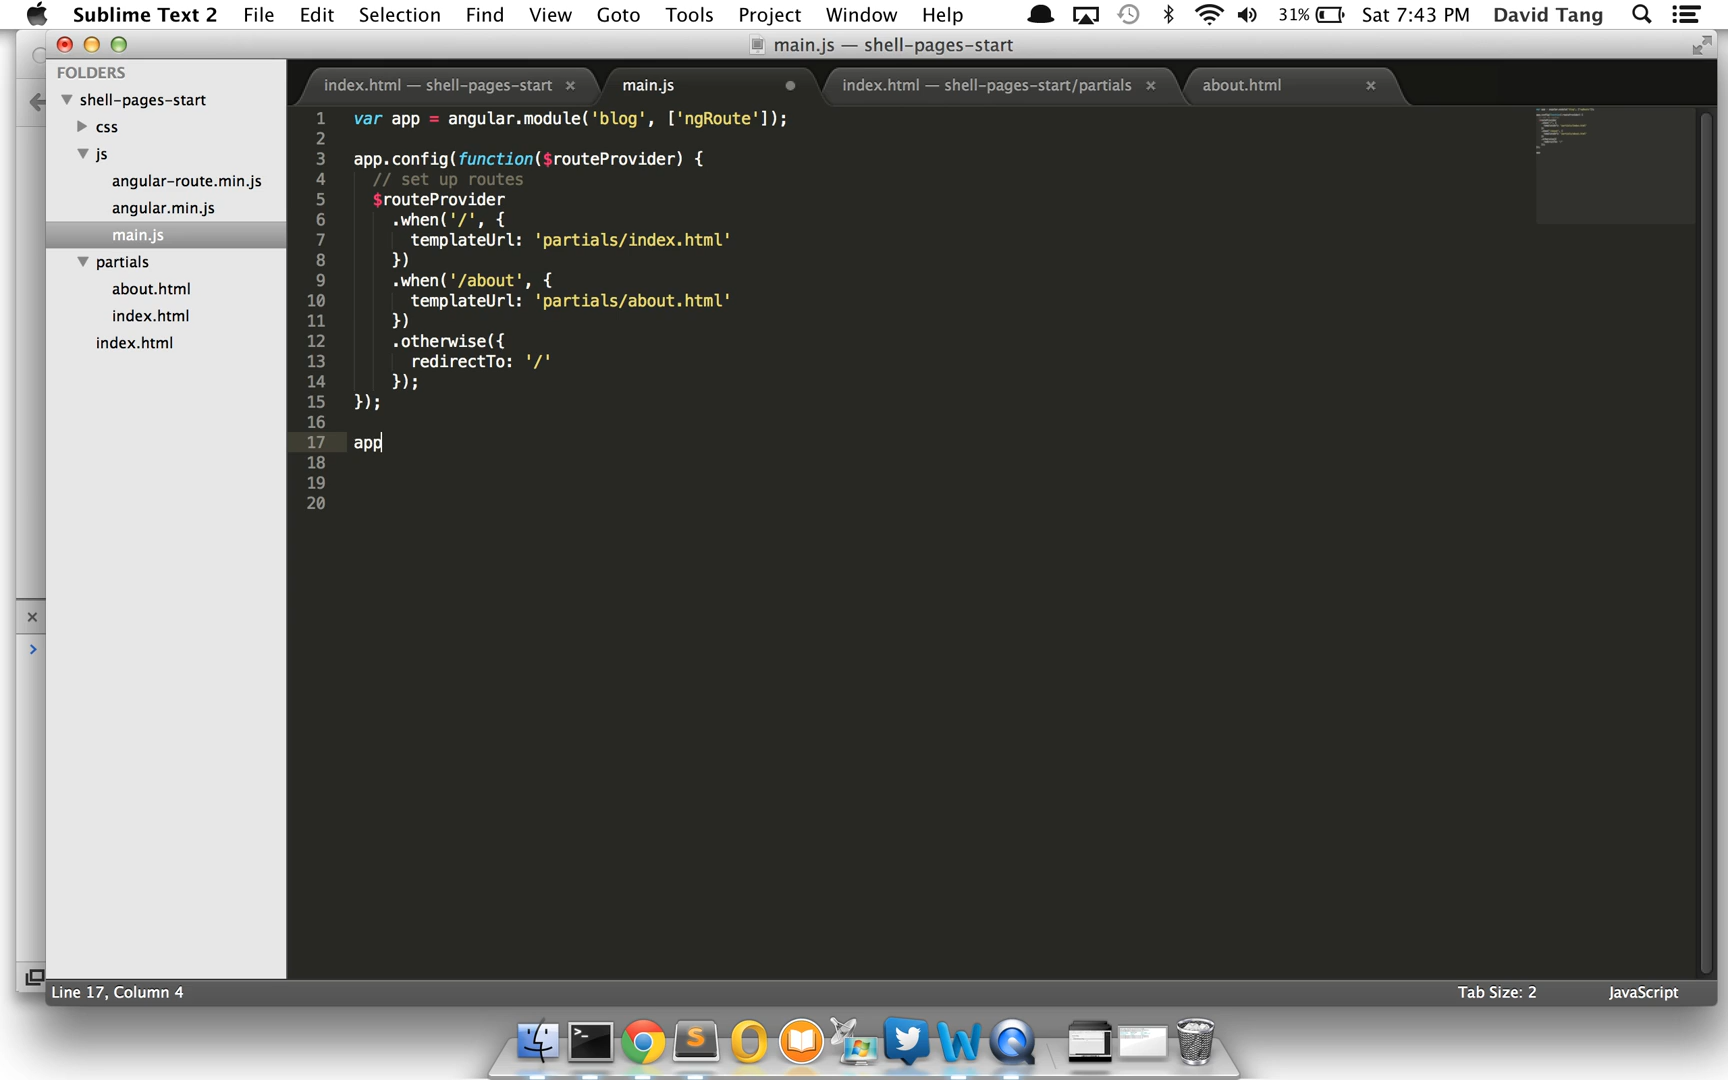 Sublime Text 2 File Edit Selection Find View Goto Tools Project Window Help 31% Sat 7:43 PM David Tang
main.js — shell-pages-start
FOLDERS
shell-pages-start
css
js
angular-route.min.js
angular.min.js
main.js
partials
about.html
index.html
index.html
index.html — shell-pages-start × main.js index.html — shell-pages-start/partials × about.html ×
1 var app = angular.module('blog', ['ngRoute']);
2
3 app.config(function($routeProvider) {
4 // set up routes
5 $routeProvider
6 .when('/', {
7 templateUrl: 'partials/index.html'
8 })
9 .when('/about', {
10 templateUrl: 'partials/about.html'
11 })
12 .otherwise({
13 redirectTo: '/'
14 });
15 });
16
17 app
18
19
20
Line 17, Column 4
Tab Size: 2 JavaScript